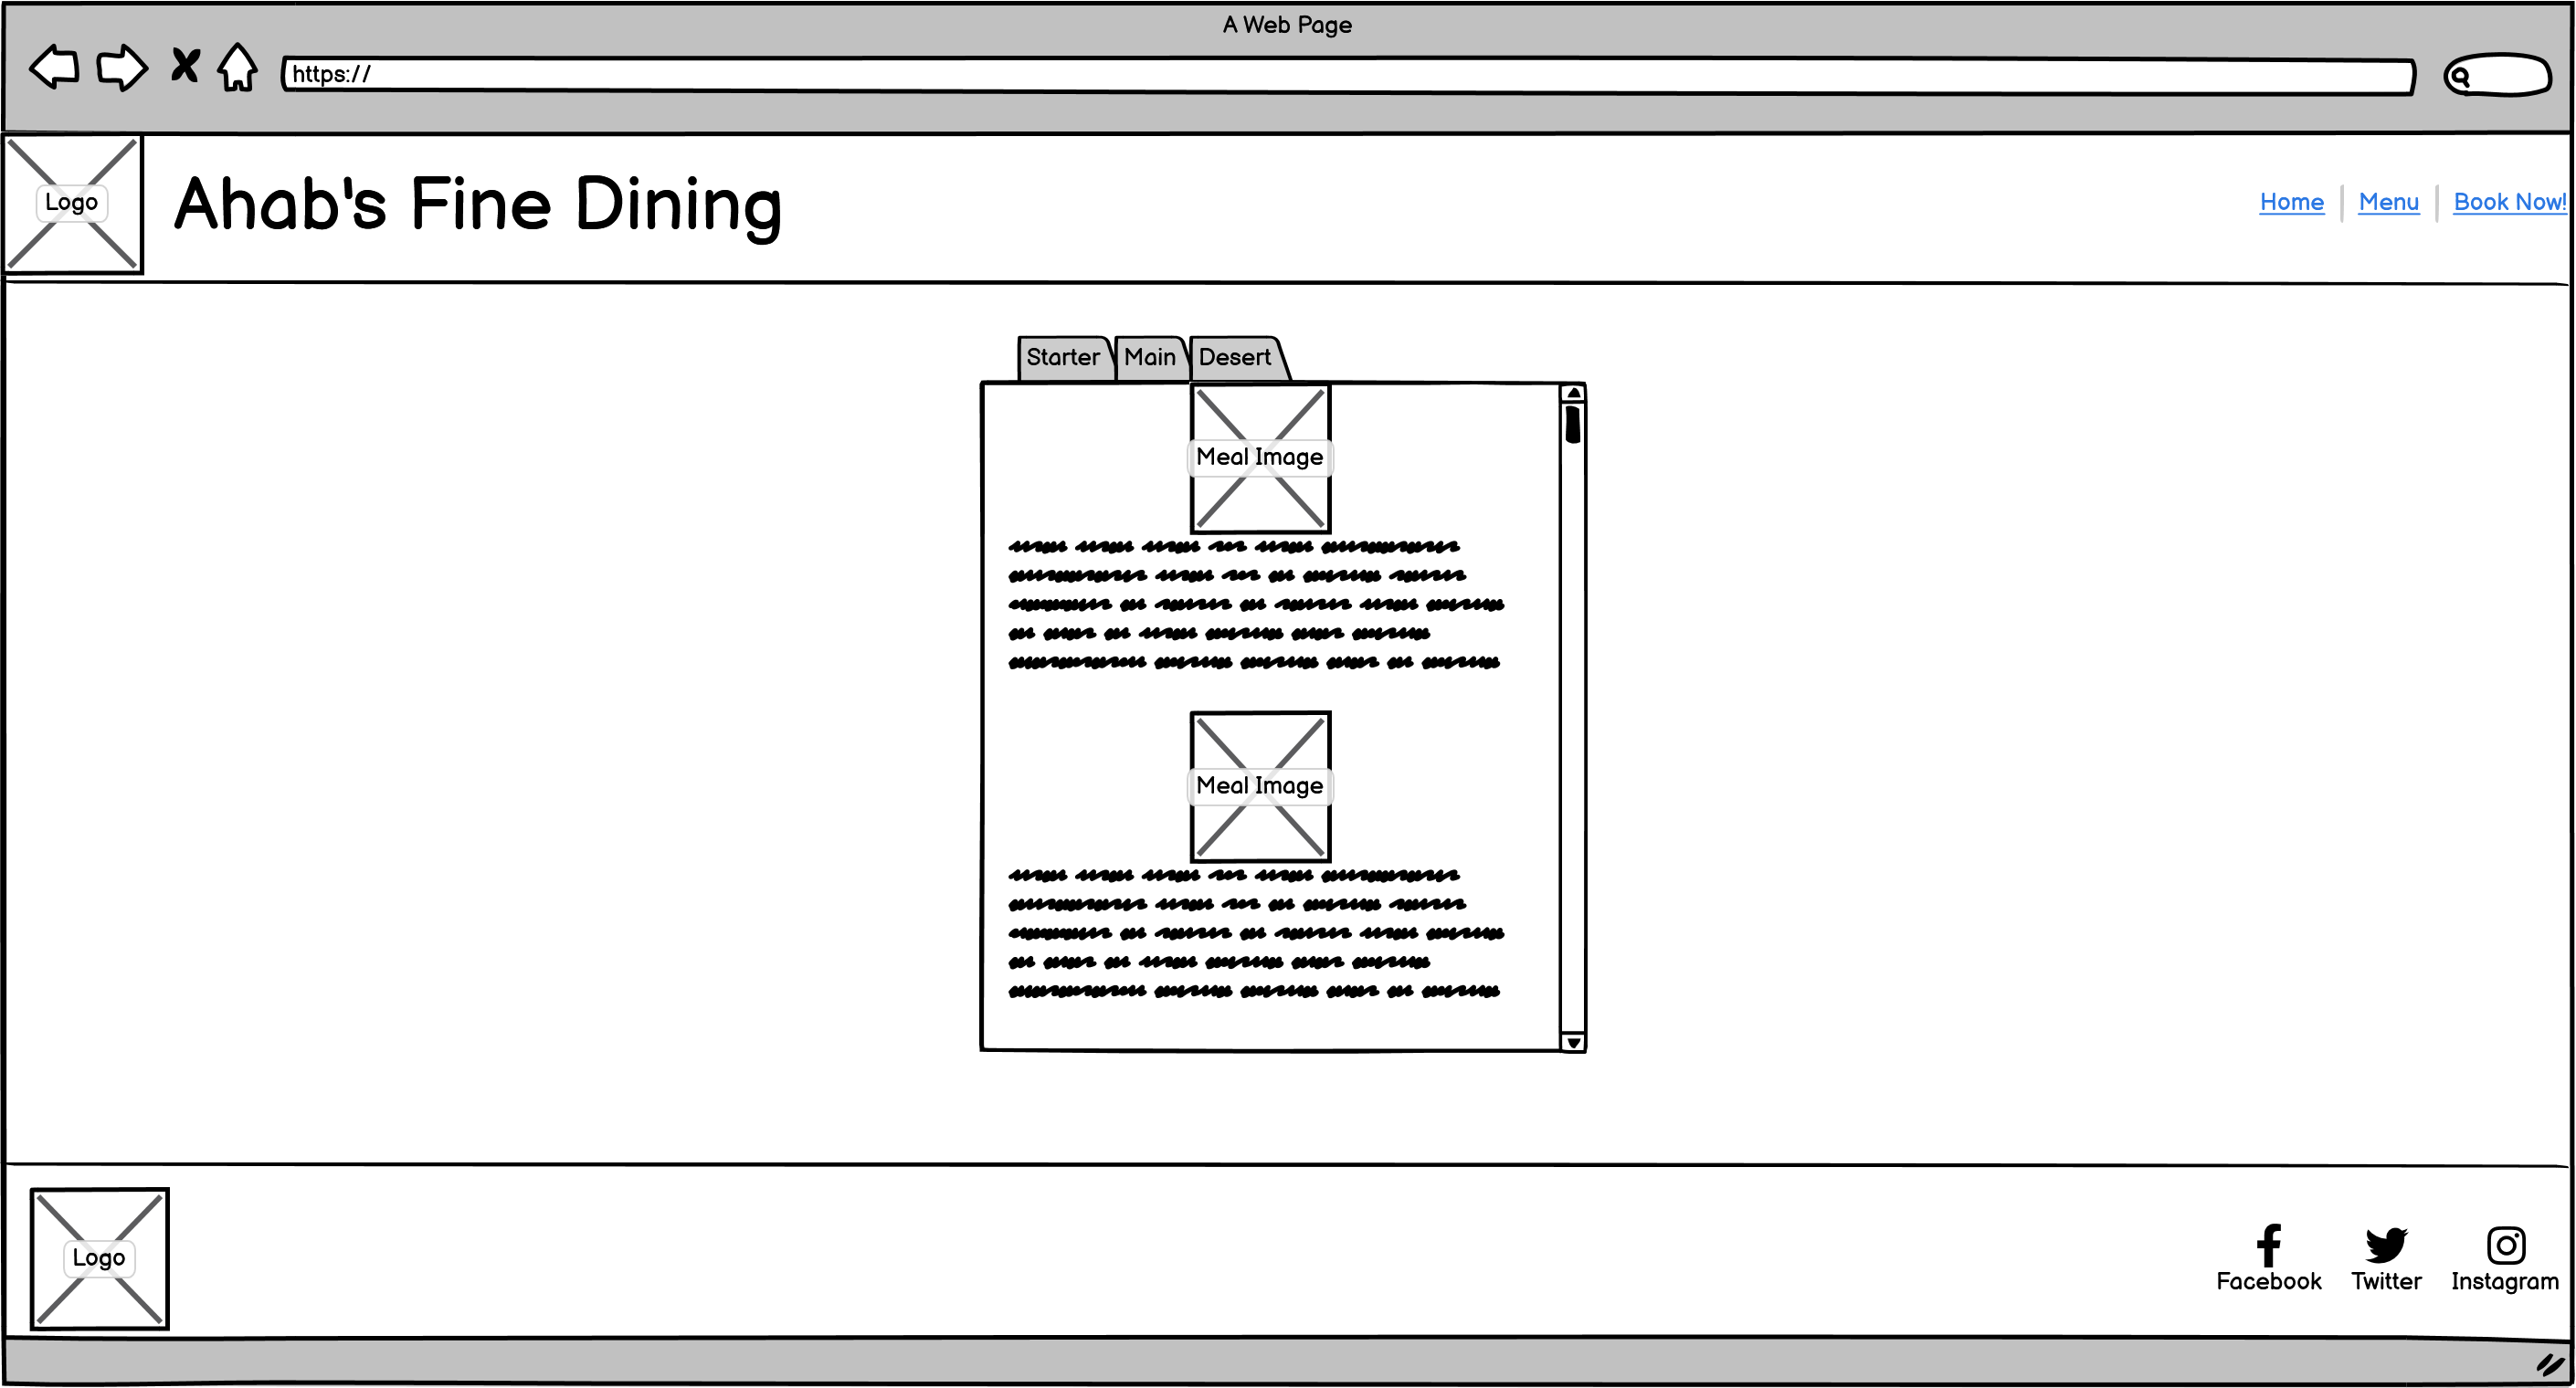 A Web Page
https://
Logo
Ahab's Fine Dining
Home Menu Book Now!
Starter Main Desert
Meal Image
Meal Image
Logo
Facebook Twitter Instagram